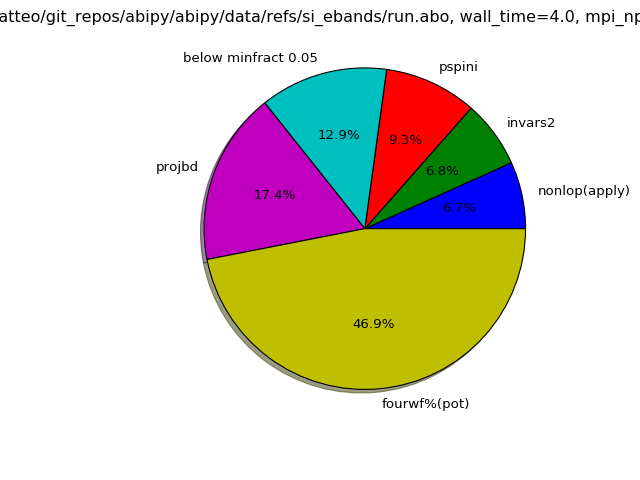 atteo/git_repos/abipy/abipy/data/refs/si_ebands/run.abo, wall_time=4.0, mpi_np
below minfract 0.05
pspini
invars2
nonlop(apply)
projbd
fourwf%(pot)
12.9%
9.3%
6.8%
6.7%
17.4%
46.9%